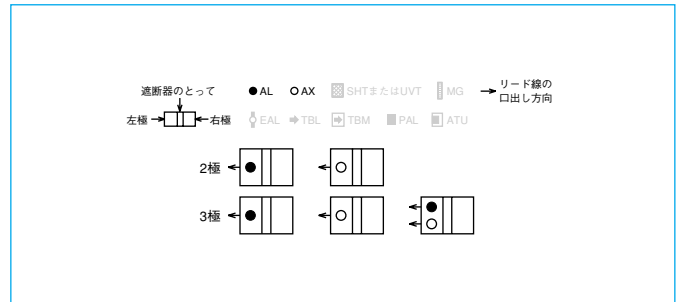 遮断器のとって
左極
右極
AL
AX
SHTまたはUVT
MG
リード線の
口出し方向
EAL
TBL
TBM
PAL
ATU
2極
3極